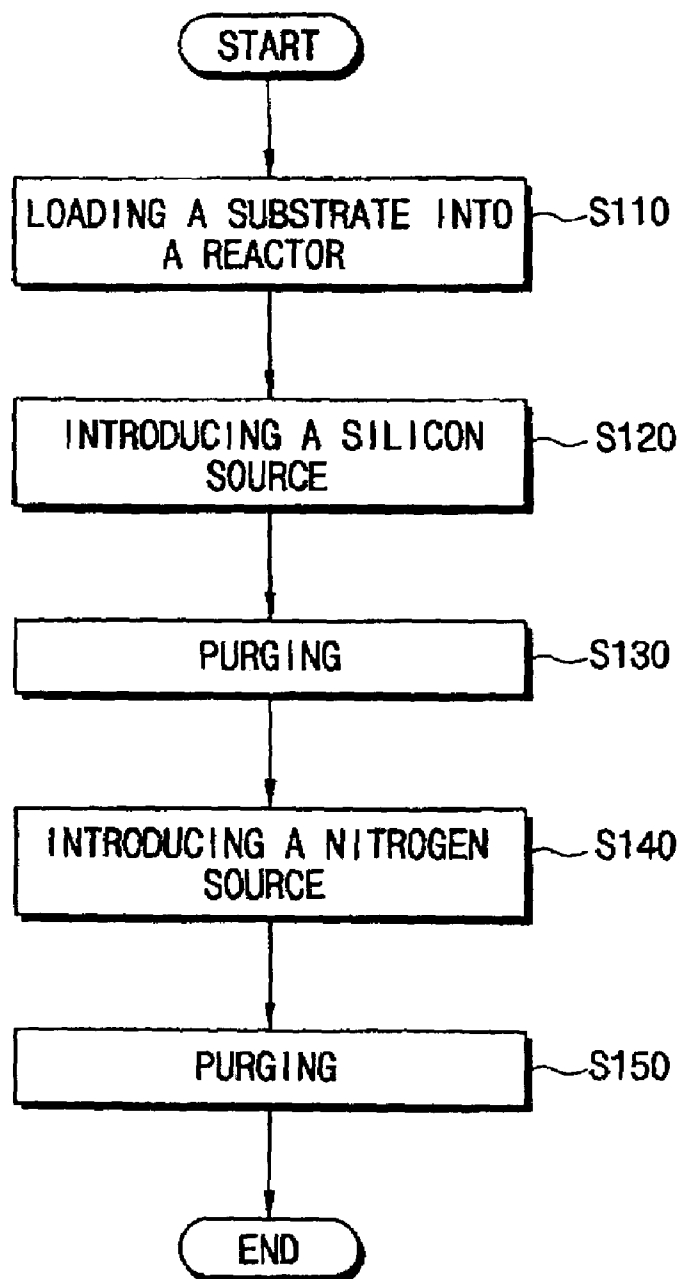 START
LOADING A SUBSTRATE INTO
A REACTOR
S110
INTRODUCING A SILICON
SOURCE
S120
PURGING
S130
INTRODUCING A NITROGEN
SOURCE
S140
PURGING
S150
END